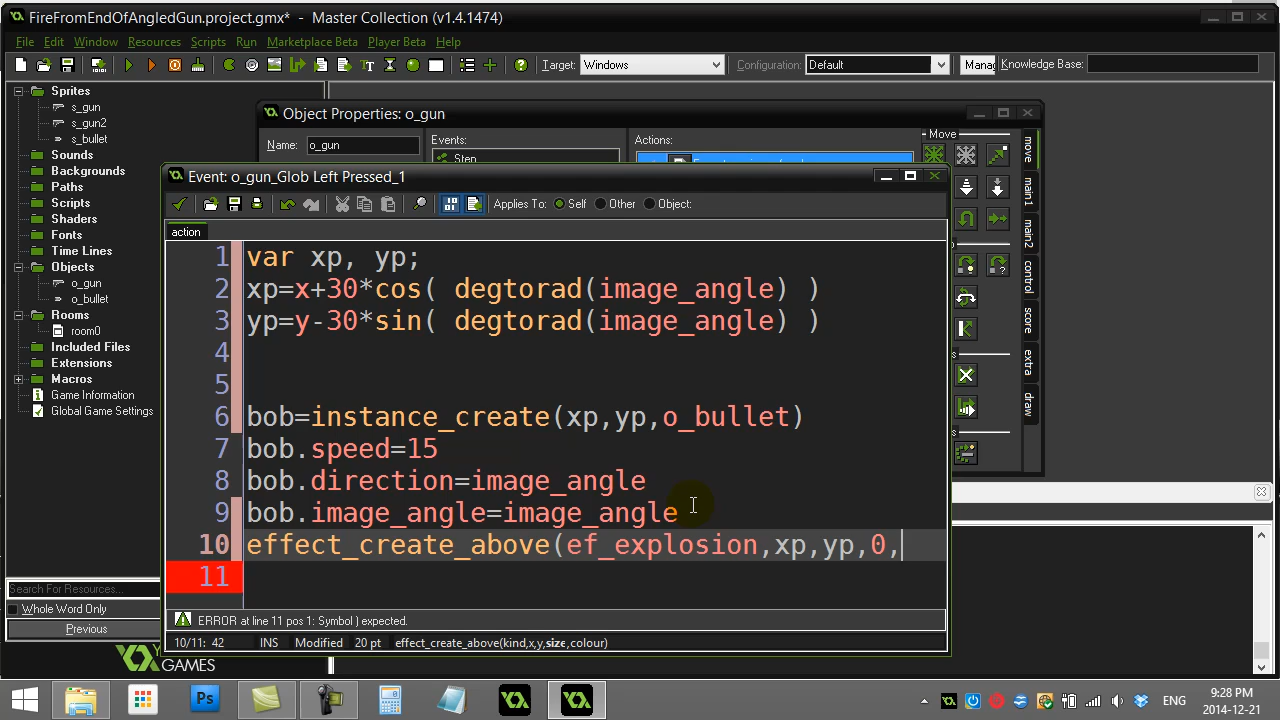 FireFromEndOfAngledGun.project.gmx* - Master Collection (v1.4.1474)
File Edit Window Resources Scripts Run Marketplace Beta Player Beta Help
Target: Windows Configuration: Default Manag Knowledge Base:
Sprites
s_gun
s_gun2
s_bullet
Sounds
Backgrounds
Paths
Scripts
Shaders
Fonts
Time Lines
Objects
o_gun
o_bullet
Rooms
room0
Included Files
Extensions
Macros
Game Information
Global Game Settings
Search For Resources...
Whole Word Only
Previous
YOYO GAMES
Object Properties: o_gun
Name: o_gun
Events:
Step
Actions:
Move
move
main1
main2
control
score
extra
draw
Event: o_gun_Glob Left Pressed_1
Applies To: Self Other Object:
action
1 var xp, yp;
2 xp=x+30*cos( degtorad(image_angle) )
3 yp=y-30*sin( degtorad(image_angle) )
4
5
6 bob=instance_create(xp,yp,o_bullet)
7 bob.speed=15
8 bob.direction=image_angle
9 bob.image_angle=image_angle
10 effect_create_above(ef_explosion,xp,yp,0,
11
ERROR at line 11 pos 1: Symbol ) expected.
10/11: 42 INS Modified 20 pt effect_create_above(kind,x,y,size,colour)
Ps
ENG
9:28 PM
2014-12-21